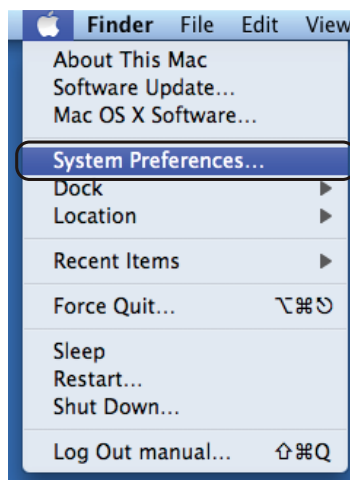 Finder File Edit View
About This Mac
Software Update...
Mac OS X Software...
System Preferences...
Dock
Location
Recent Items
Force Quit... ⌥⌘⎋
Sleep
Restart...
Shut Down...
Log Out manual... ⇧⌘Q